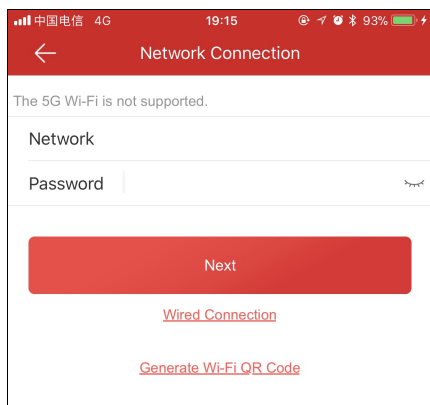 中国电信 4G 19:15 93%
Network Connection
The 5G Wi-Fi is not supported.
Network
Password
Next
Wired Connection
Generate Wi-Fi QR Code